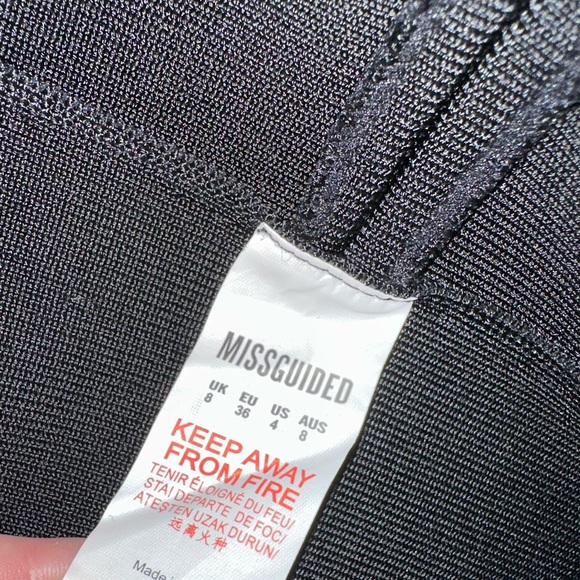 MISSGUIDED
UK EU US AUS
8 36 4 8
KEEP AWAY
FROM FIRE
TENIR ÉLOIGNÉ DU FEU/
STAI DEPARTE DE FOC/
ATEŞTEN UZAK DURUN/
远离火种
Made